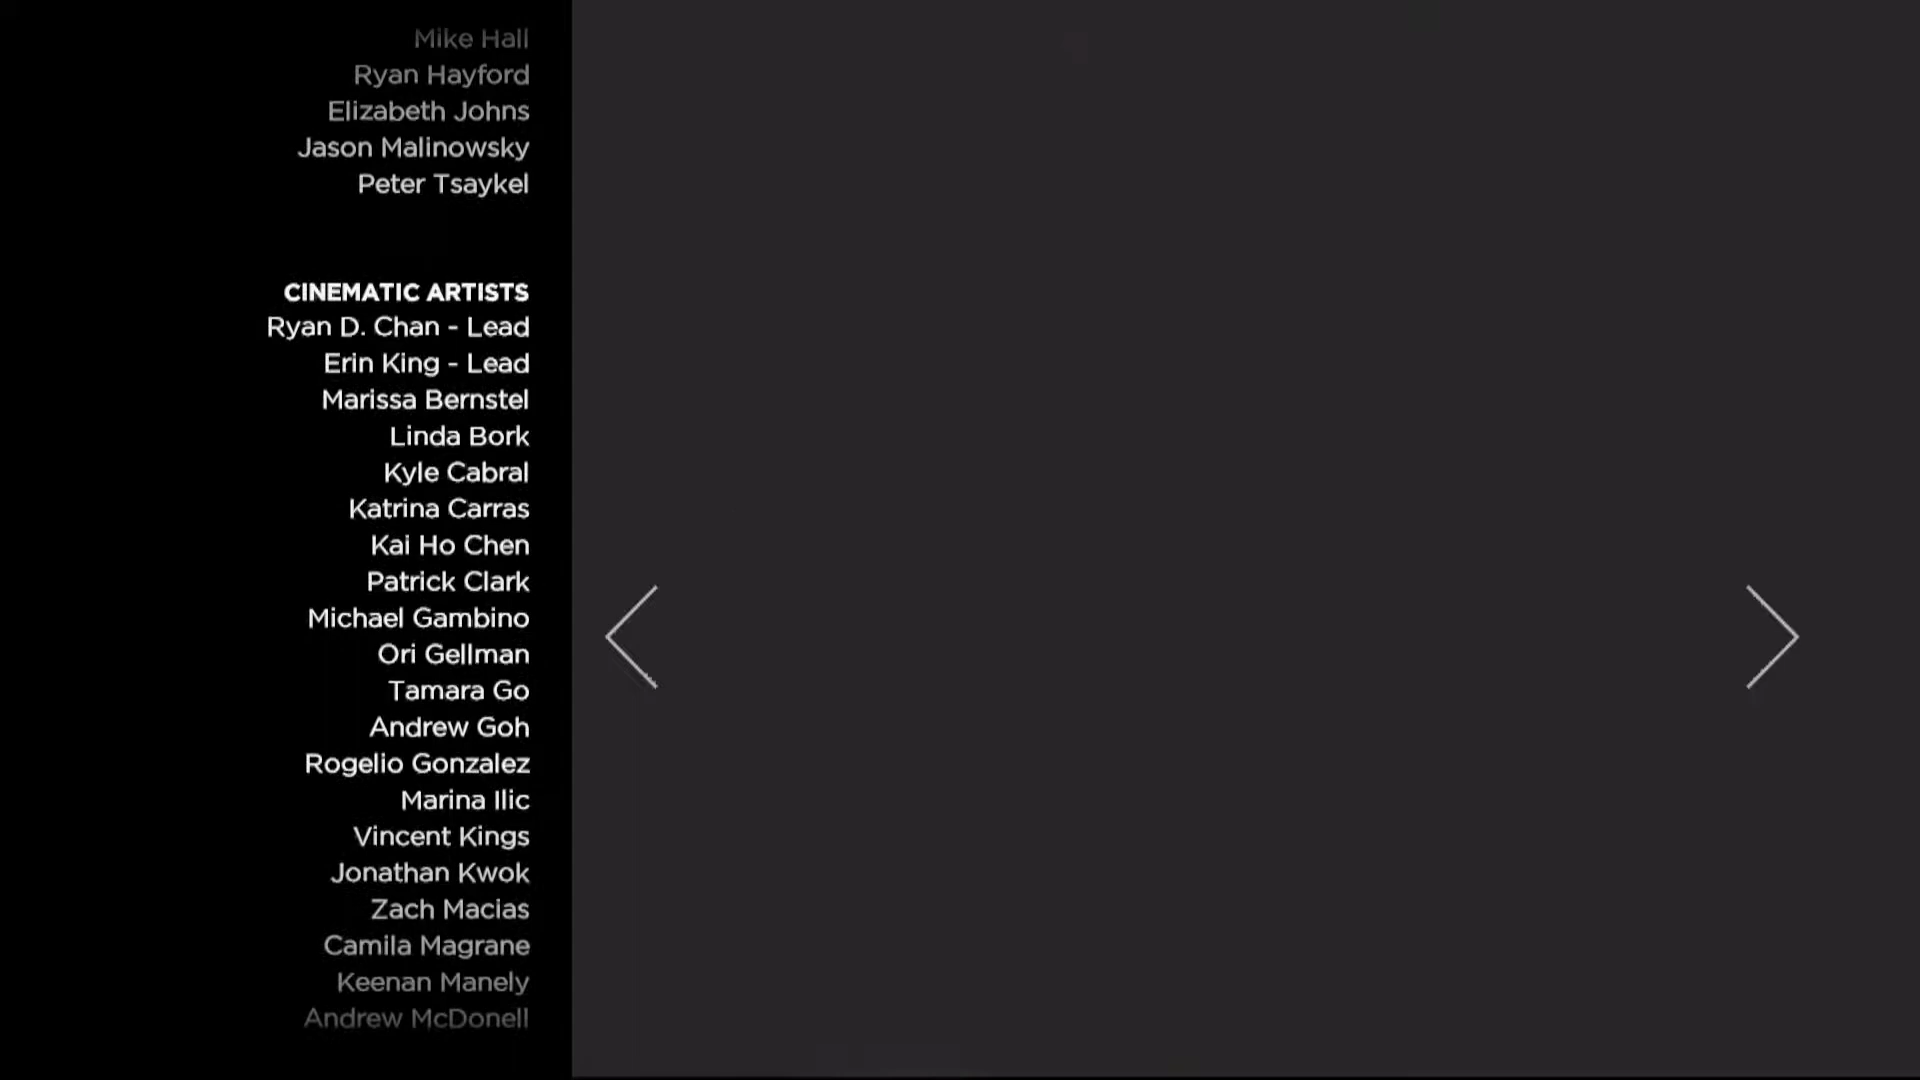 Mike Hall
Ryan Hayford
Elizabeth Johns
Jason Malinowsky
Peter Tsaykel
CINEMATIC ARTISTS
Ryan D. Chan - Lead
Erin King - Lead
Marissa Bernstel
Linda Bork
Kyle Cabral
Katrina Carras
Kai Ho Chen
Patrick Clark
Michael Gambino
Ori Gellman
Tamara Go
Andrew Goh
Rogelio Gonzalez
Marina Ilic
Vincent Kings
Jonathan Kwok
Zach Macias
Camila Magrane
Keenan Manely
Andrew McDonell